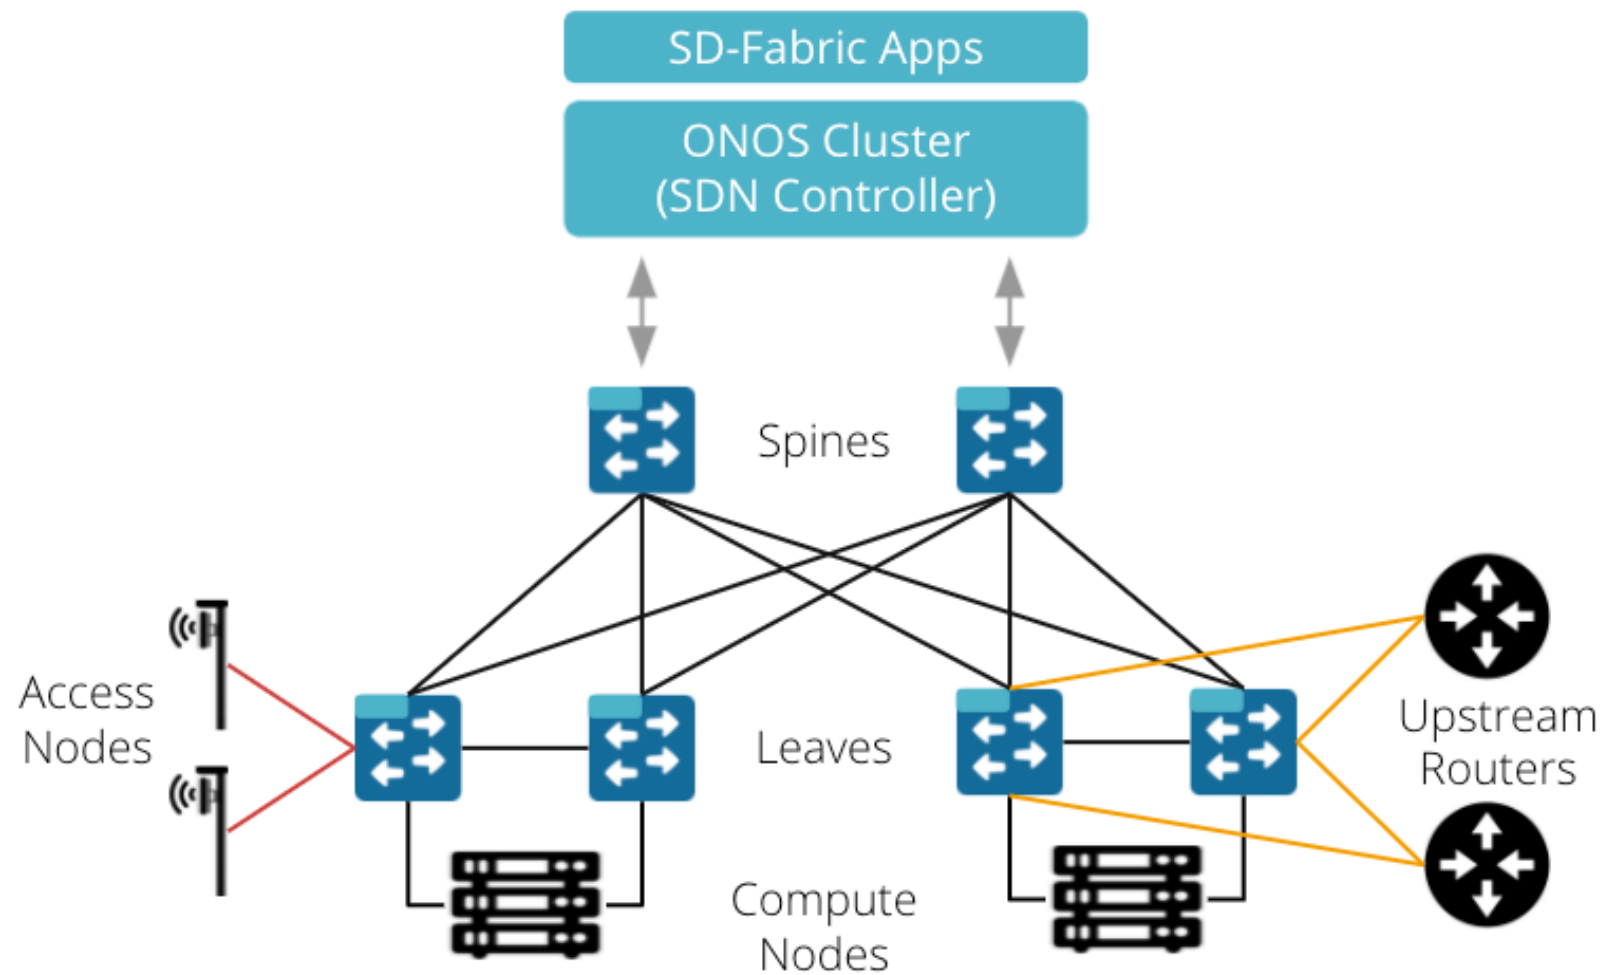 SD-Fabric Apps
ONOS Cluster
(SDN Controller)
Spines
Access
Nodes
Leaves
Upstream
Routers
Compute
Nodes